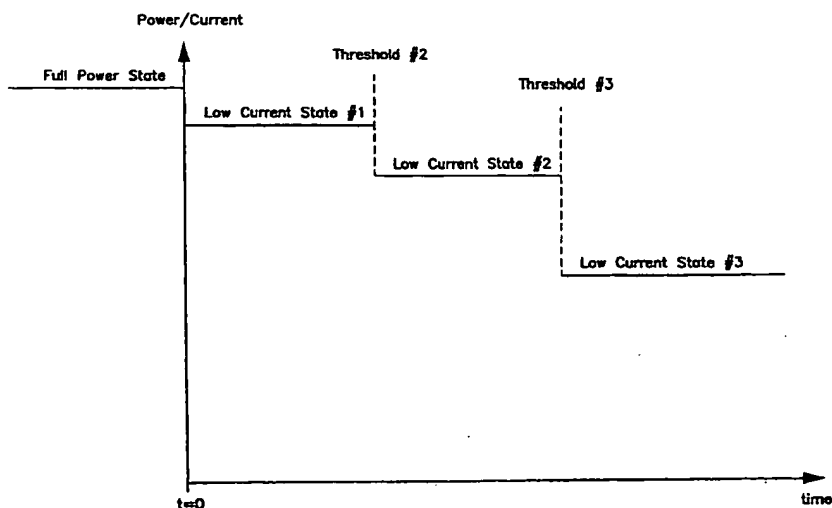 Power/Current
Threshold #2
Full Power State
Threshold #3
Low Current State #1
Low Current State #2
Low Current State #3
t=0
time